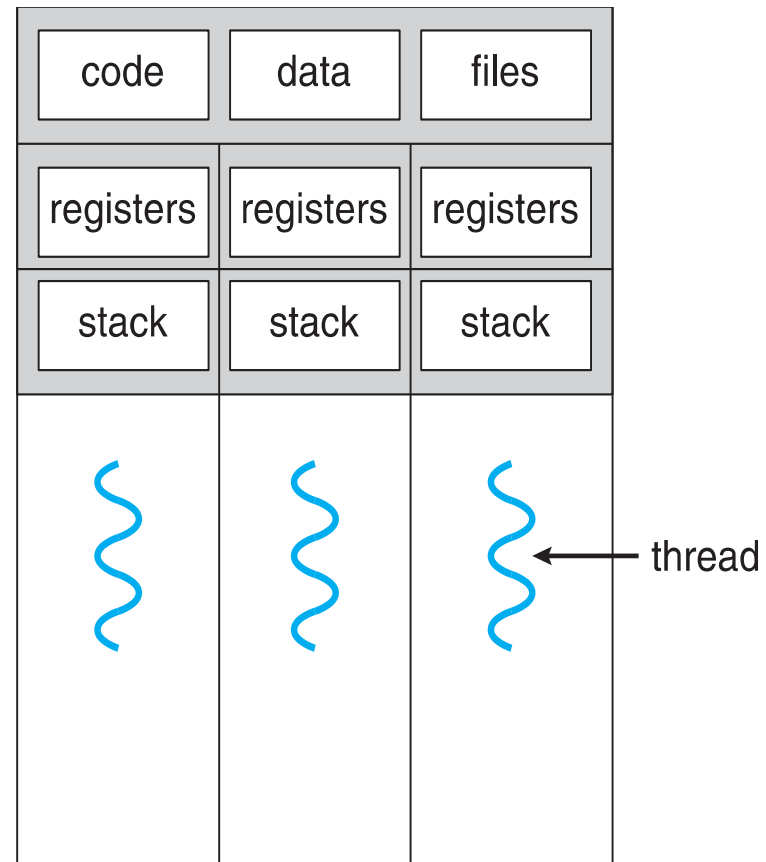 code data files
registers registers registers
stack stack stack
thread